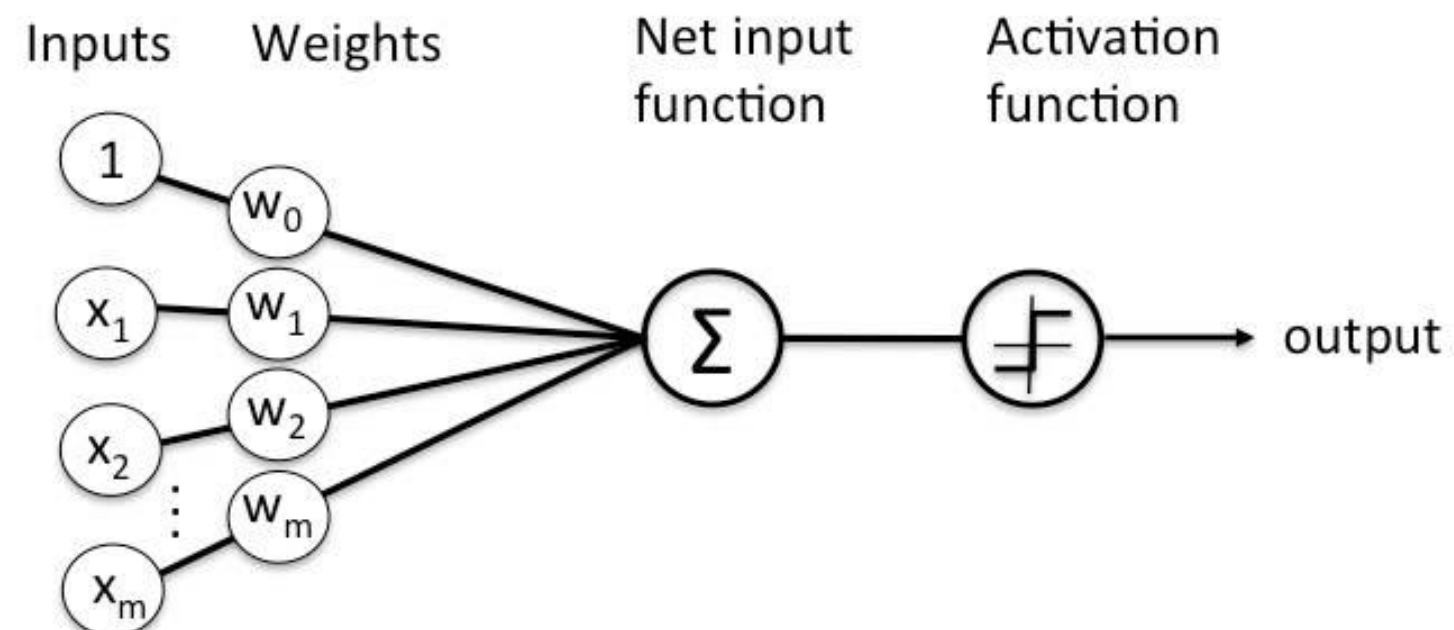 Inputs Weights Net input function Activation function
1
w₀
x₁ w₁
x₂ w₂
⋮
wₘ
xₘ
Σ
output